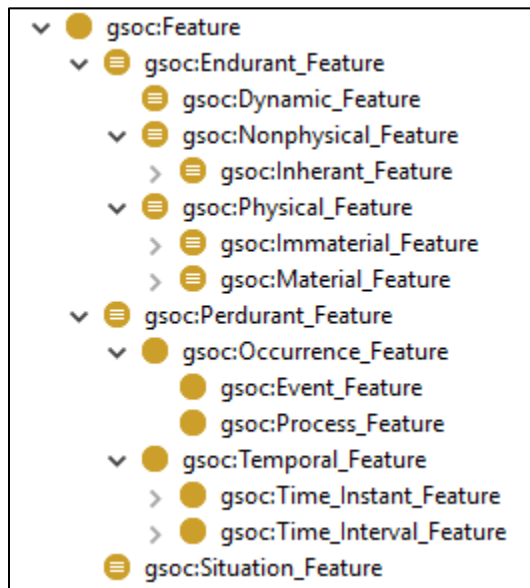 gsoc:Feature
gsoc:Endurant_Feature
gsoc:Dynamic_Feature
gsoc:Nonphysical_Feature
gsoc:Inherant_Feature
gsoc:Physical_Feature
gsoc:Immaterial_Feature
gsoc:Material_Feature
gsoc:Perdurant_Feature
gsoc:Occurrence_Feature
gsoc:Event_Feature
gsoc:Process_Feature
gsoc:Temporal_Feature
gsoc:Time_Instant_Feature
gsoc:Time_Interval_Feature
gsoc:Situation_Feature